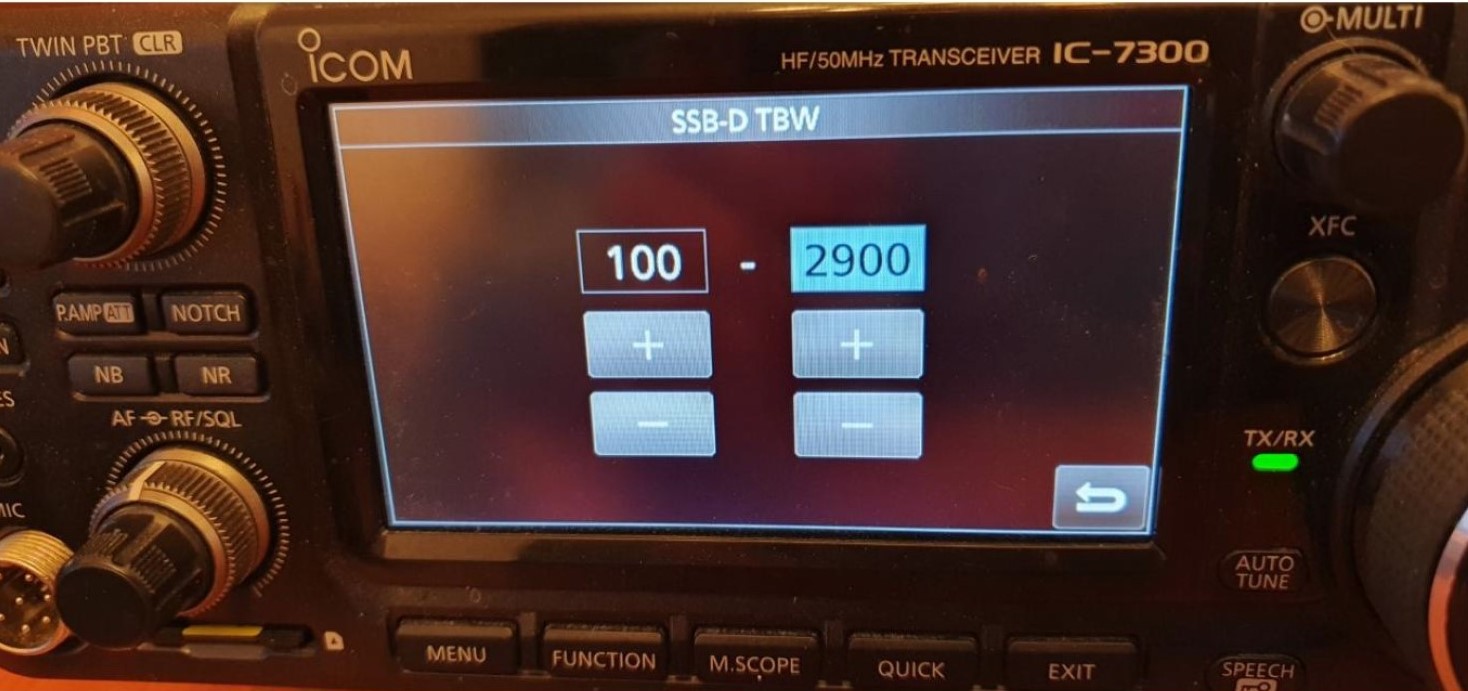 TWIN PBT CLR
ICOM
HF/50MHz TRANSCEIVER IC-7300
MULTI
SSB-D TBW
100 - 2900
+ +
- -
XFC
P.AMP ATT NOTCH
NB NR
AF RF/SQL
TX/RX
AUTO
TUNE
MENU FUNCTION M.SCOPE QUICK EXIT
SPEECH